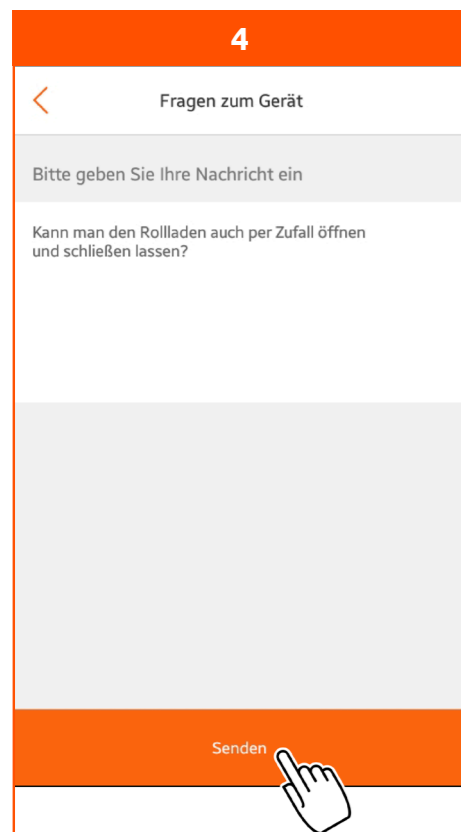 4
Fragen zum Gerät
Bitte geben Sie Ihre Nachricht ein
Kann man den Rollladen auch per Zufall öffnen
und schließen lassen?
Senden